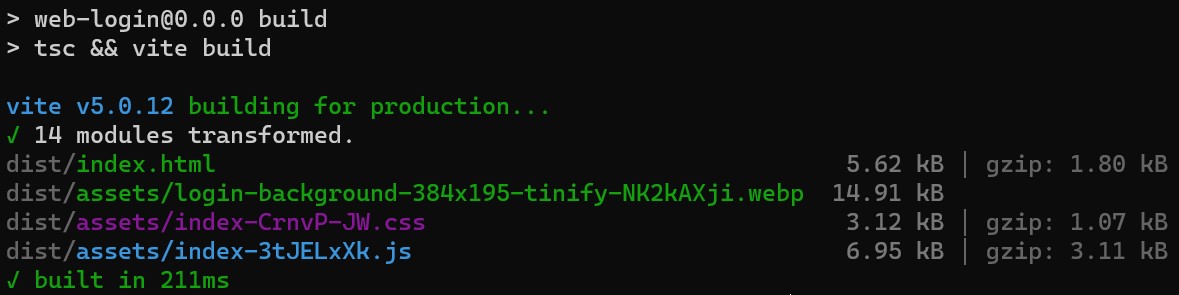 > web-login@0.0.0 build
> tsc && vite build
vite v5.0.12 building for production...
✓ 14 modules transformed.
dist/index.html 5.62 kB │ gzip: 1.80 kB
dist/assets/login-background-384x195-tinify-NK2kAXji.webp 14.91 kB
dist/assets/index-CrnvP-JW.css 3.12 kB │ gzip: 1.07 kB
dist/assets/index-3tJELxXk.js 6.95 kB │ gzip: 3.11 kB
✓ built in 211ms